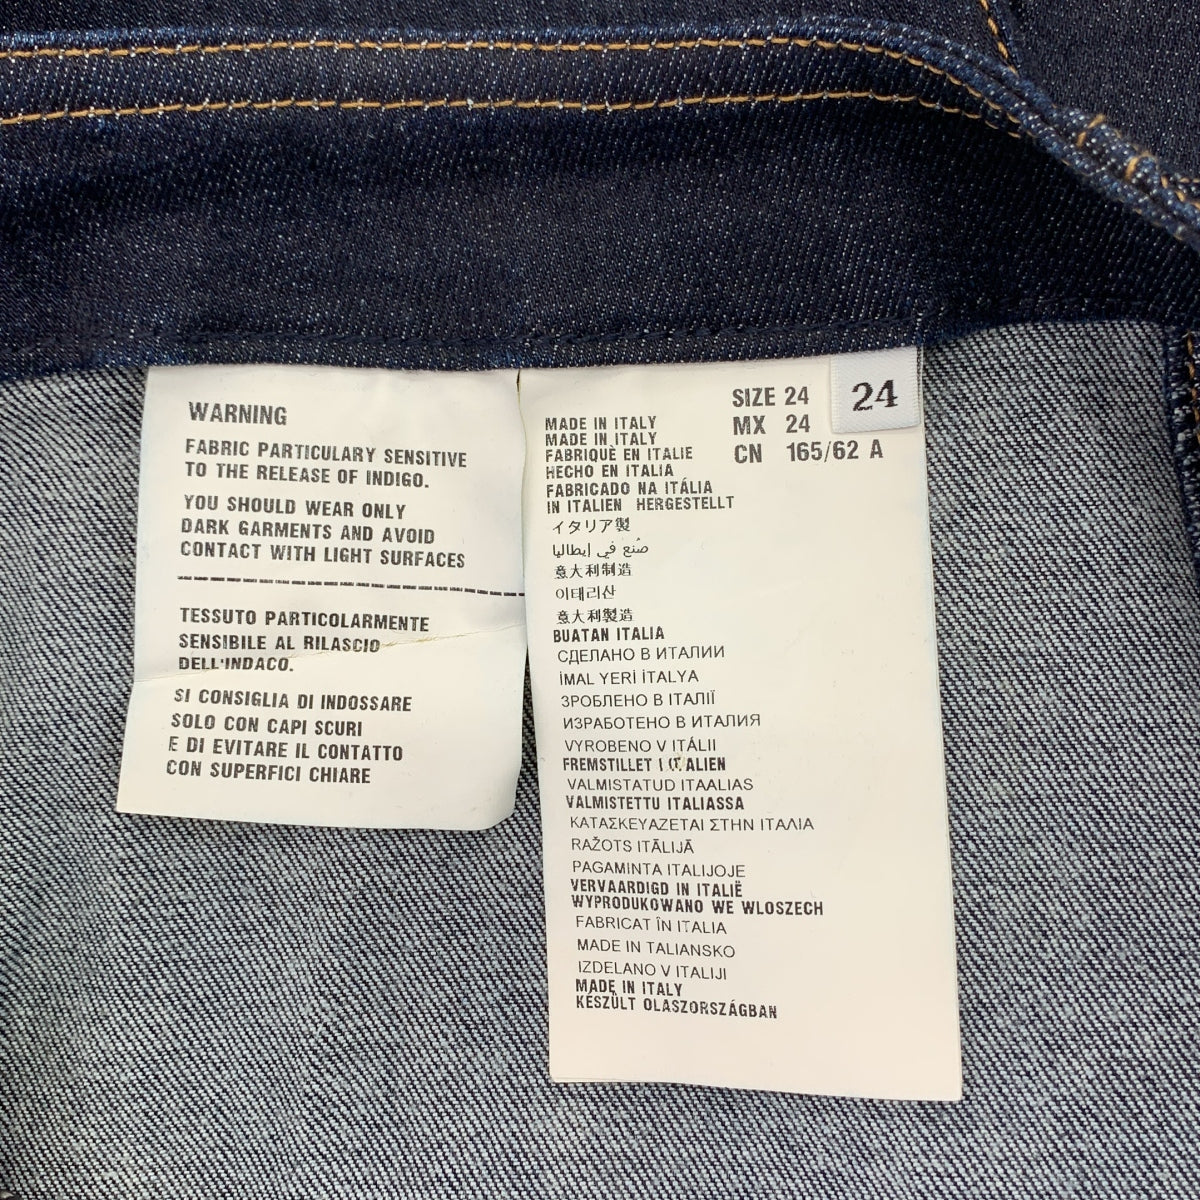 WARNING
FABRIC PARTICULARY SENSITIVE
TO THE RELEASE OF INDIGO.
YOU SHOULD WEAR ONLY
DARK GARMENTS AND AVOID
CONTACT WITH LIGHT SURFACES
TESSUTO PARTICOLARMENTE
SENSIBILE AL RILASCIO
DELL'INDACO.
SI CONSIGLIA DI INDOSSARE
SOLO CON CAPI SCURI
E DI EVITARE IL CONTATTO
CON SUPERFICI CHIARE
SIZE 24
MX 24
CN 165/62 A
24
MADE IN ITALY
MADE IN ITALY
FABRIQUÈ EN ITALIE
HECHO EN ITALIA
FABRICADO NA ITÁLIA
IN ITALIEN HERGESTELLT
イタリア製
صُنع في إيطاليا
意大利制造
이태리산
意大利製造
BUATAN ITALIA
СДЕЛАНО В ИТАЛИИ
İMAL YERİ İTALYA
ЗРОБЛЕНО В ІТАЛІЇ
ИЗРАБОТЕНО В ИТАЛИЯ
VYROBENO V ITÁLII
FREMSTILLET I ITALIEN
VALMISTATUD ITAALIAS
VALMISTETTU ITALIASSA
ΚΑΤΑΣΚΕΥΑΖΕΤΑΙ ΣΤΗΝ ΙΤΑΛΙΑ
RAŽOTS ITĀLIJĀ
PAGAMINTA ITALIJOJE
VERVAARDIGD IN ITALIË
WYPRODUKOWANO WE WLOSZECH
FABRICAT ÎN ITALIA
MADE IN TALIANSKO
IZDELANO V ITALIJI
MADE IN ITALY
KÉSZÜLT OLASZORSZÁGBAN